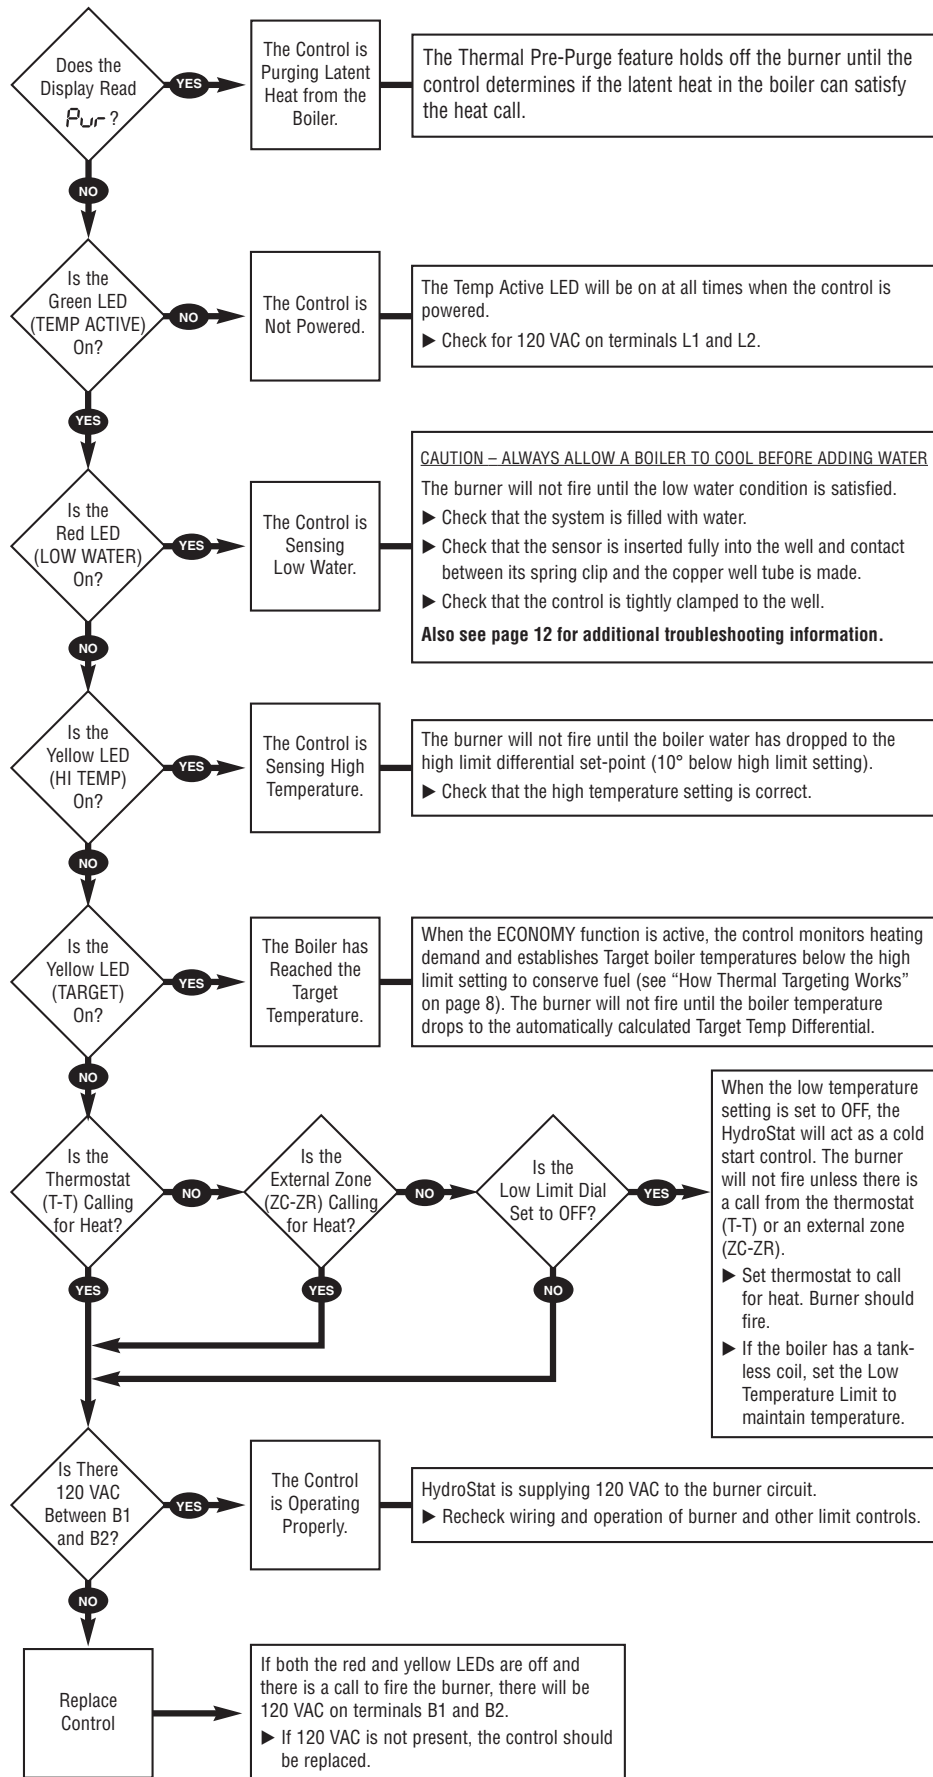 Does the
Display Read
Pur ?
YES
The Control is
Purging Latent
Heat from the
Boiler.
The Thermal Pre-Purge feature holds off the burner until the
control determines if the latent heat in the boiler can satisfy
the heat call.
NO
Is the
Green LED
(TEMP ACTIVE)
On?
NO
The Control is
Not Powered.
The Temp Active LED will be on at all times when the control is
powered.
▶ Check for 120 VAC on terminals L1 and L2.
YES
Is the
Red LED
(LOW WATER)
On?
YES
The Control is
Sensing
Low Water.
CAUTION – ALWAYS ALLOW A BOILER TO COOL BEFORE ADDING WATER
The burner will not fire until the low water condition is satisfied.
▶ Check that the system is filled with water.
▶ Check that the sensor is inserted fully into the well and contact
between its spring clip and the copper well tube is made.
▶ Check that the control is tightly clamped to the well.
Also see page 12 for additional troubleshooting information.
NO
Is the
Yellow LED
(HI TEMP)
On?
YES
The Control is
Sensing High
Temperature.
The burner will not fire until the boiler water has dropped to the
high limit differential set-point (10° below high limit setting).
▶ Check that the high temperature setting is correct.
NO
Is the
Yellow LED
(TARGET)
On?
YES
The Boiler has
Reached the
Target
Temperature.
When the ECONOMY function is active, the control monitors heating
demand and establishes Target boiler temperatures below the high
limit setting to conserve fuel (see “How Thermal Targeting Works”
on page 8). The burner will not fire until the boiler temperature
drops to the automatically calculated Target Temp Differential.
NO
Is the
Thermostat
(T-T) Calling
for Heat?
NO
Is the
External Zone
(ZC-ZR) Calling
for Heat?
NO
Is the
Low Limit Dial
Set to OFF?
YES
When the low temperature
setting is set to OFF, the
HydroStat will act as a cold
start control. The burner
will not fire unless there is
a call from the thermostat
(T-T) or an external zone
(ZC-ZR).
▶ Set thermostat to call
for heat. Burner should
fire.
▶ If the boiler has a tank-
less coil, set the Low
Temperature Limit to
maintain temperature.
YES
YES
NO
Is There
120 VAC
Between B1
and B2?
YES
The Control
is Operating
Properly.
HydroStat is supplying 120 VAC to the burner circuit.
▶ Recheck wiring and operation of burner and other limit controls.
NO
Replace
Control
If both the red and yellow LEDs are off and
there is a call to fire the burner, there will be
120 VAC on terminals B1 and B2.
▶ If 120 VAC is not present, the control should
be replaced.